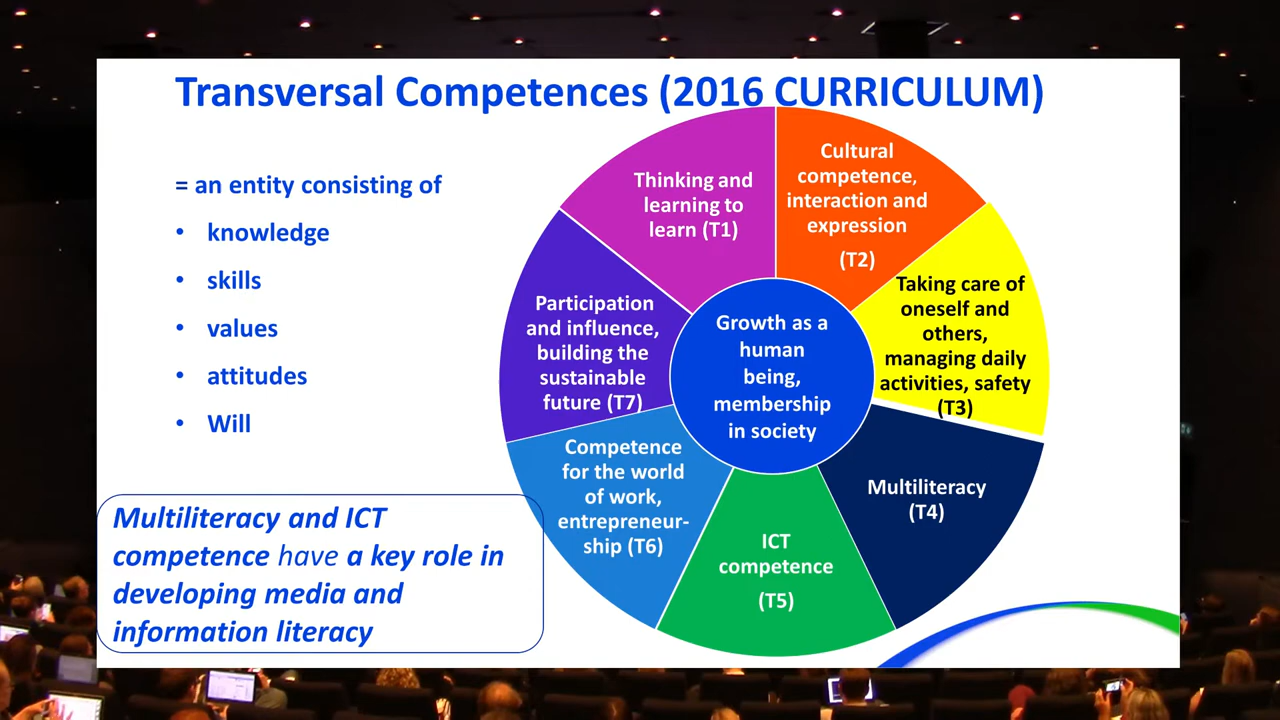 Transversal Competences (2016 CURRICULUM)
= an entity consisting of
• knowledge
• skills
• values
• attitudes
• Will
Multiliteracy and ICT
competence have a key role in
developing media and
information literacy
Thinking and
learning to
learn (T1)
Cultural
competence,
interaction and
expression
(T2)
Taking care of
oneself and
others,
managing daily
activities, safety
(T3)
Multiliteracy
(T4)
ICT
competence
(T5)
Competence
for the world
of work,
entrepreneur-
ship (T6)
Participation
and influence,
building the
sustainable
future (T7)
Growth as a
human
being,
membership
in society